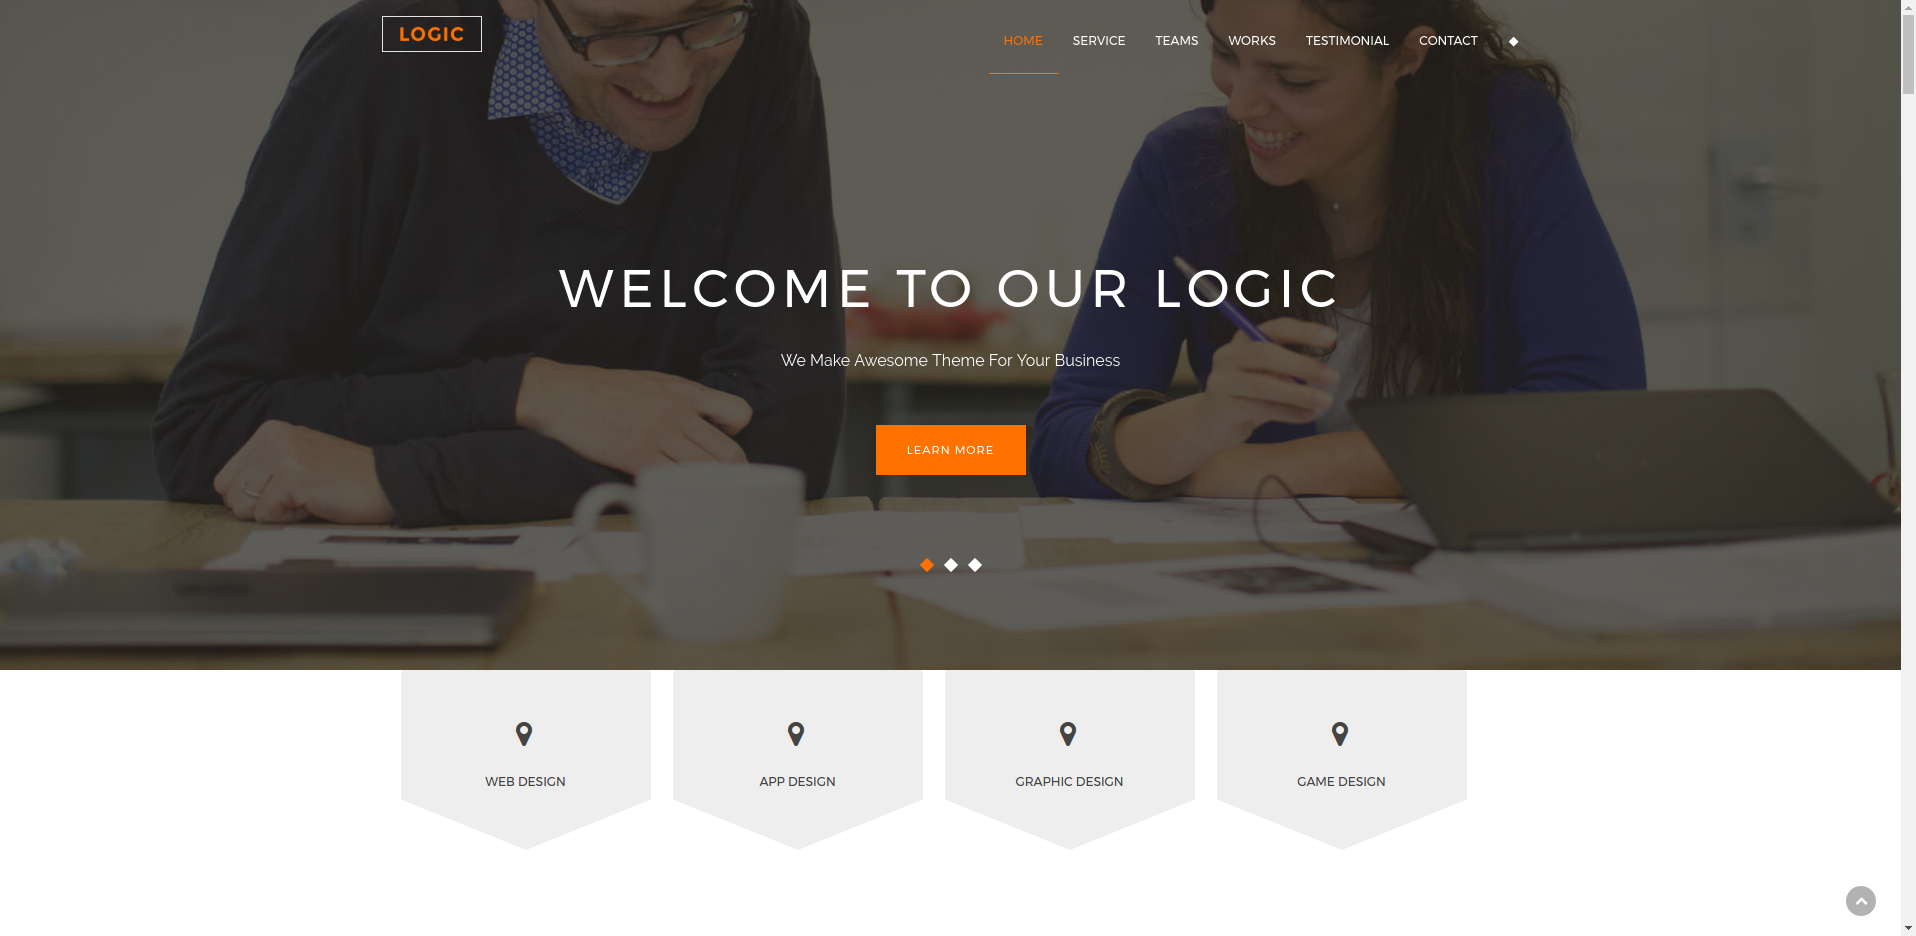 LOGIC
HOME SERVICE TEAMS WORKS TESTIMONIAL CONTACT
WELCOME TO OUR LOGIC
We Make Awesome Theme For Your Business
LEARN MORE
WEB DESIGN APP DESIGN GRAPHIC DESIGN GAME DESIGN